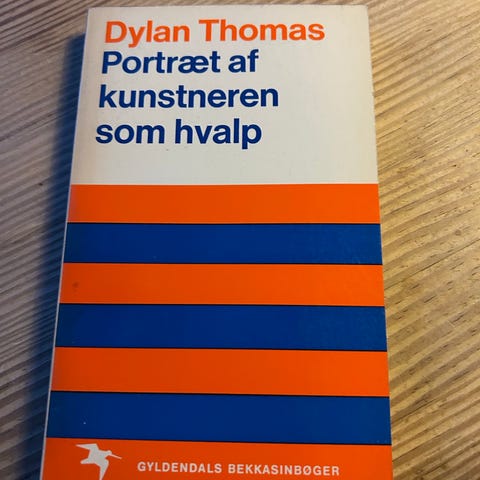 Dylan Thomas
Portræt af
kunstneren
som hvalp
GYLDENDALS BEKKASINBØGER